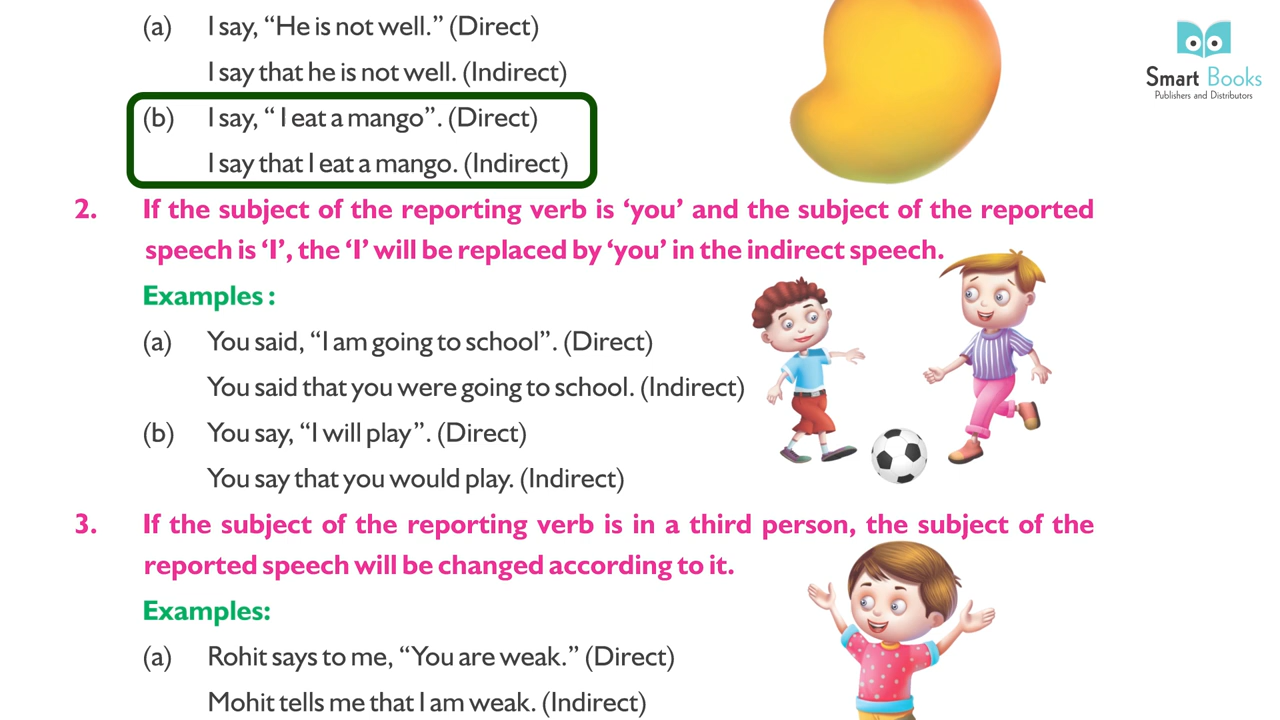 (a) I say, “He is not well.” (Direct)
I say that he is not well. (Indirect)
(b) I say, “ I eat a mango”. (Direct)
I say that I eat a mango. (Indirect)
2. If the subject of the reporting verb is ‘you’ and the subject of the reported
speech is ‘I’, the ‘I’ will be replaced by ‘you’ in the indirect speech.
Examples :
(a) You said, “I am going to school”. (Direct)
You said that you were going to school. (Indirect)
(b) You say, “I will play”. (Direct)
You say that you would play. (Indirect)
3. If the subject of the reporting verb is in a third person, the subject of the
reported speech will be changed according to it.
Examples:
(a) Rohit says to me, “You are weak.” (Direct)
Mohit tells me that I am weak. (Indirect)
Smart Books
Publishers and Distributors